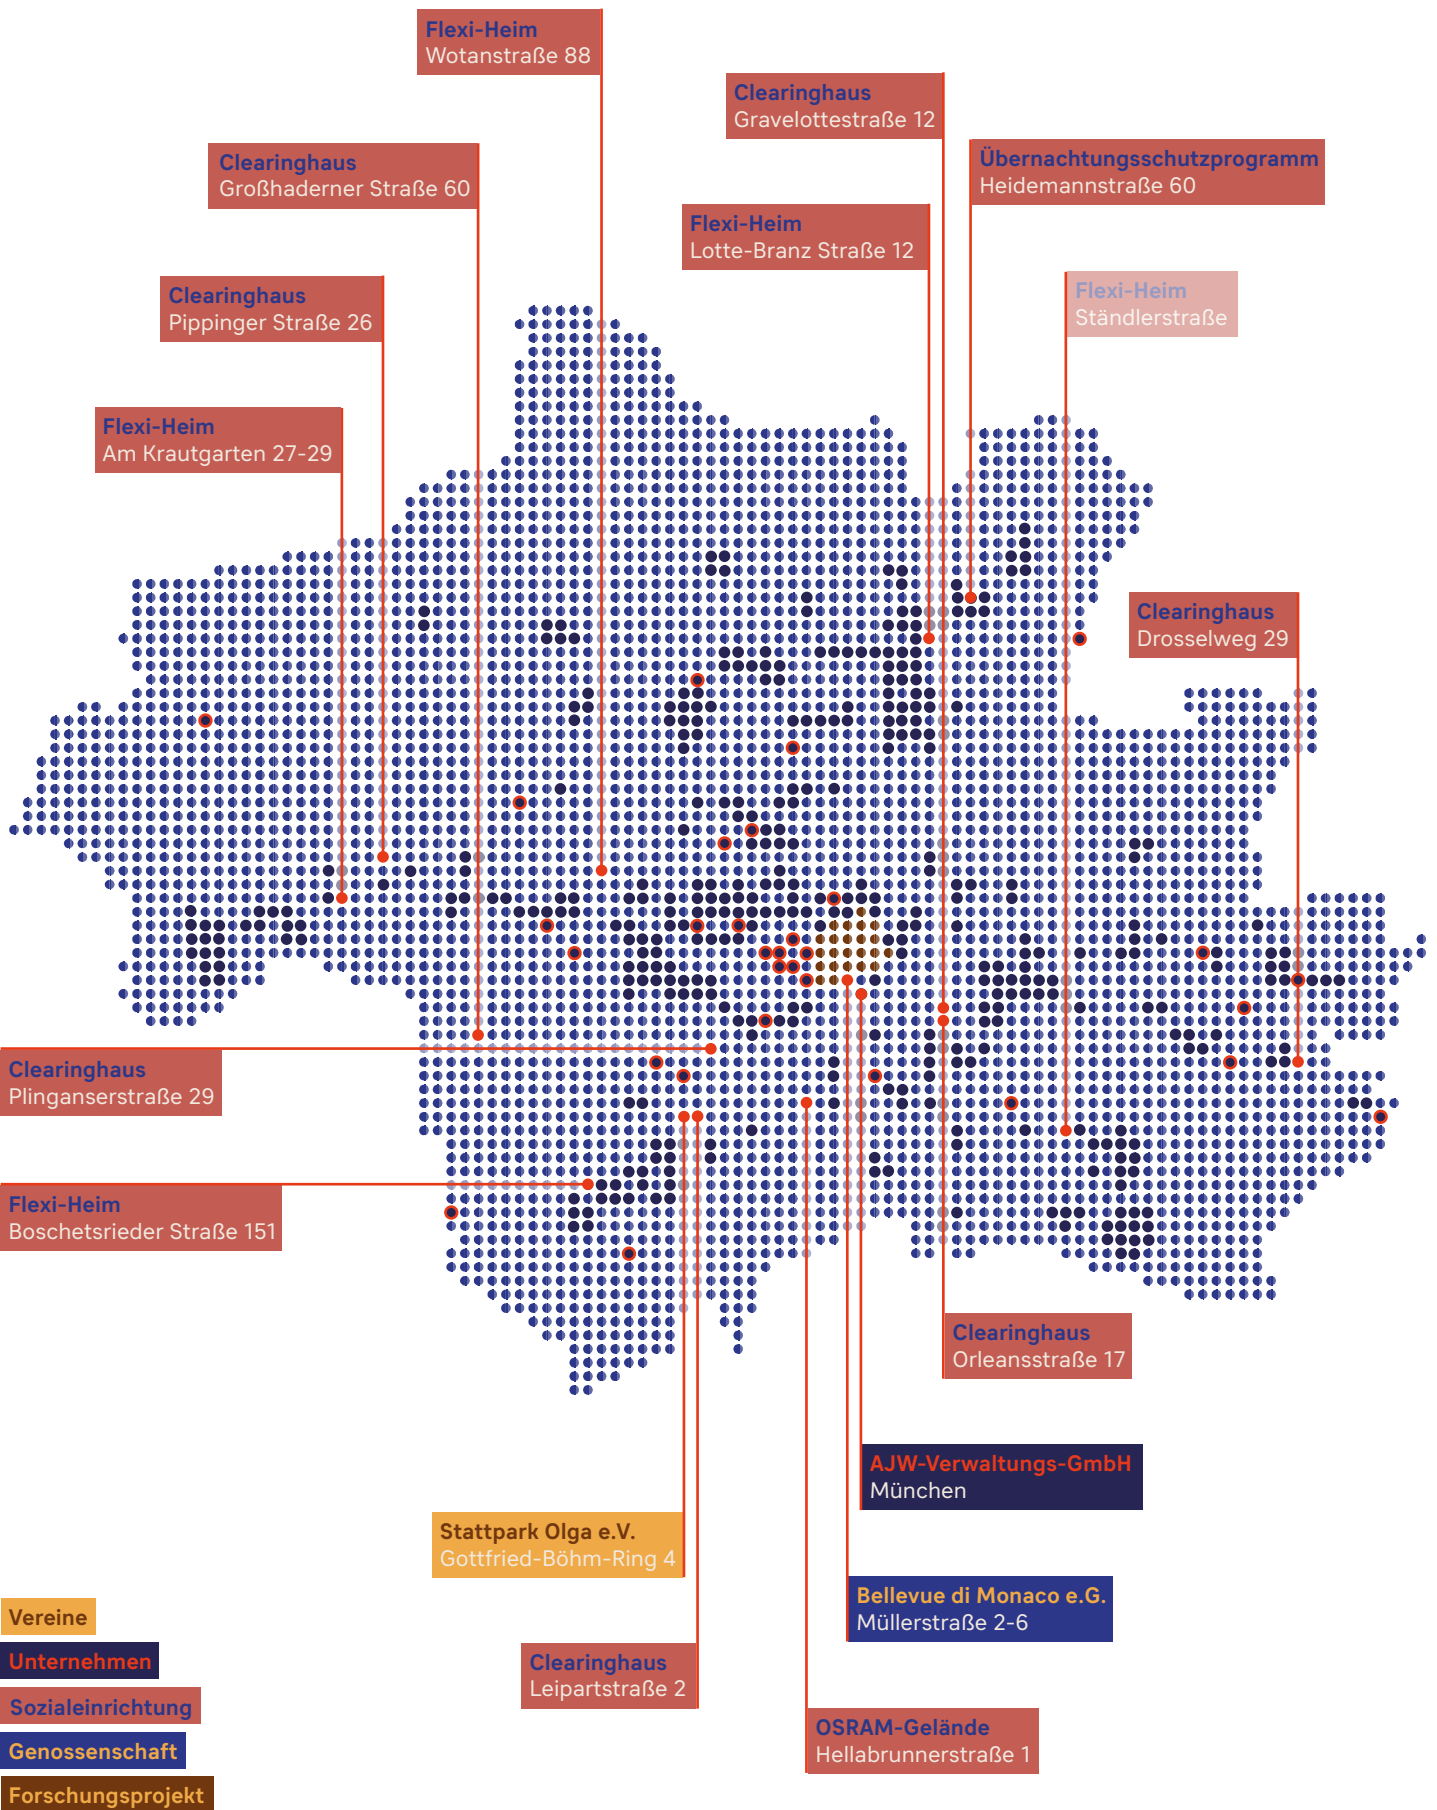 Flexi-Heim
Wotanstraße 88
Clearinghaus
Gravelottestraße 12
Clearinghaus
Großhaderner Straße 60
Übernachtungsschutzprogramm
Heidemannstraße 60
Flexi-Heim
Lotte-Branz Straße 12
Clearinghaus
Pippinger Straße 26
Flexi-Heim
Ständlerstraße
Flexi-Heim
Am Krautgarten 27-29
Clearinghaus
Drosselweg 29
Clearinghaus
Plinganserstraße 29
Flexi-Heim
Boschetsrieder Straße 151
Clearinghaus
Orleansstraße 17
AJW-Verwaltungs-GmbH
München
Stattpark Olga e.V.
Gottfried-Böhm-Ring 4
Bellevue di Monaco e.G.
Müllerstraße 2-6
Clearinghaus
Leipartstraße 2
OSRAM-Gelände
Hellabrunnerstraße 1
Vereine
Unternehmen
Sozialeinrichtung
Genossenschaft
Forschungsprojekt